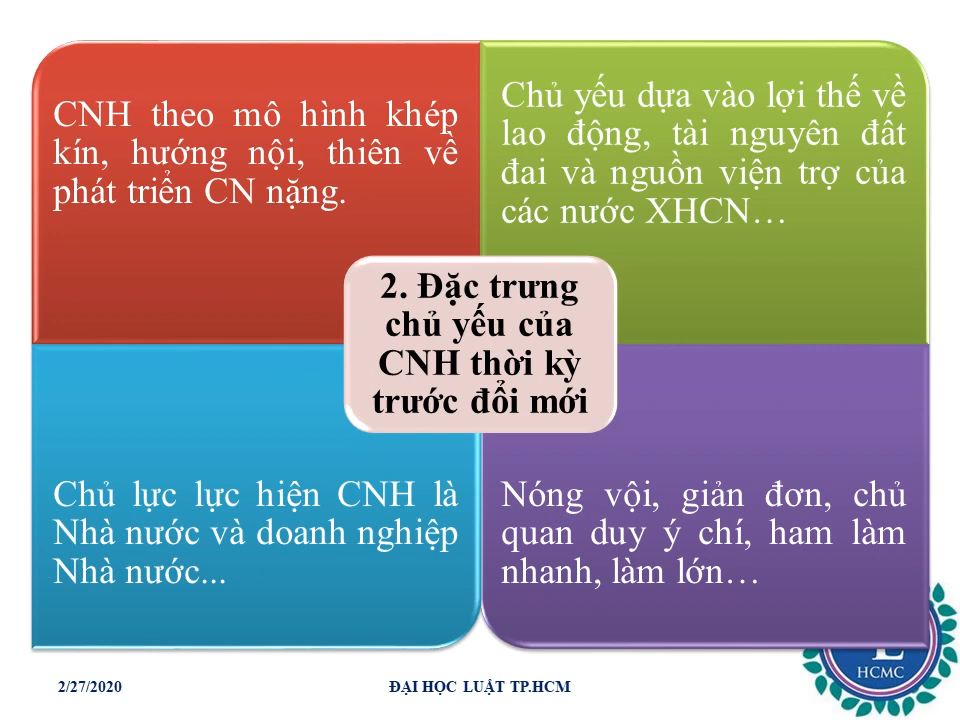 CNH theo mô hình khép
kín, hướng nội, thiên về
phát triển CN nặng.
Chủ yếu dựa vào lợi thế về
lao động, tài nguyên đất
đai và nguồn viện trợ của
các nước XHCN…
2. Đặc trưng
chủ yếu của
CNH thời kỳ
trước đổi mới
Chủ lực lực hiện CNH là
Nhà nước và doanh nghiệp
Nhà nước...
Nóng vội, giản đơn, chủ
quan duy ý chí, ham làm
nhanh, làm lớn…
L
HCMC
2/27/2020
ĐẠI HỌC LUẬT TP.HCM